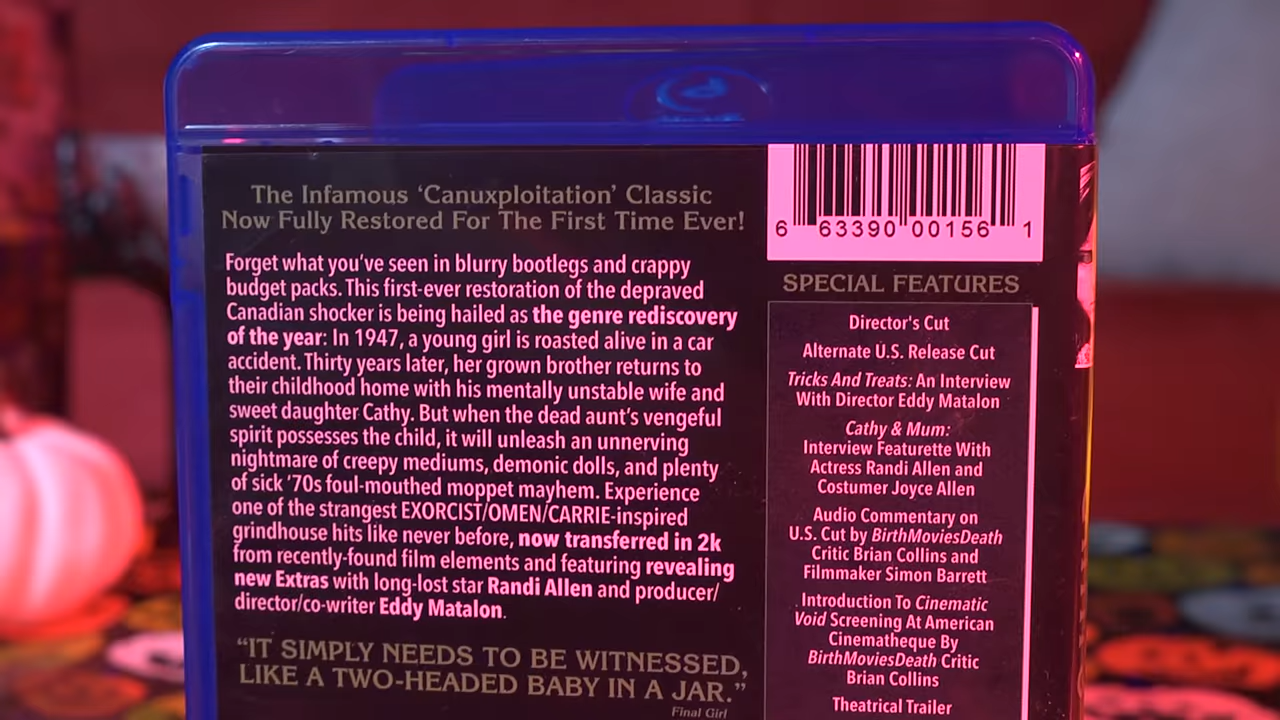 The Infamous ‘Canuxploitation’ Classic
Now Fully Restored For The First Time Ever!
Forget what you’ve seen in blurry bootlegs and crappy
budget packs. This first-ever restoration of the depraved
Canadian shocker is being hailed as the genre rediscovery
of the year: In 1947, a young girl is roasted alive in a car
accident. Thirty years later, her grown brother returns to
their childhood home with his mentally unstable wife and
sweet daughter Cathy. But when the dead aunt’s vengeful
spirit possesses the child, it will unleash an unnerving
nightmare of creepy mediums, demonic dolls, and plenty
of sick ’70s foul-mouthed moppet mayhem. Experience
one of the strangest EXORCIST/OMEN/CARRIE-inspired
grindhouse hits like never before, now transferred in 2k
from recently-found film elements and featuring revealing
new Extras with long-lost star Randi Allen and producer/
director/co-writer Eddy Matalon.
“IT SIMPLY NEEDS TO BE WITNESSED,
LIKE A TWO-HEADED BABY IN A JAR.”
Final Girl
6 63390 00156 1
SPECIAL FEATURES
Director's Cut
Alternate U.S. Release Cut
Tricks And Treats: An Interview
With Director Eddy Matalon
Cathy & Mum:
Interview Featurette With
Actress Randi Allen and
Costumer Joyce Allen
Audio Commentary on
U.S. Cut by BirthMoviesDeath
Critic Brian Collins and
Filmmaker Simon Barrett
Introduction To Cinematic
Void Screening At American
Cinematheque By
BirthMoviesDeath Critic
Brian Collins
Theatrical Trailer